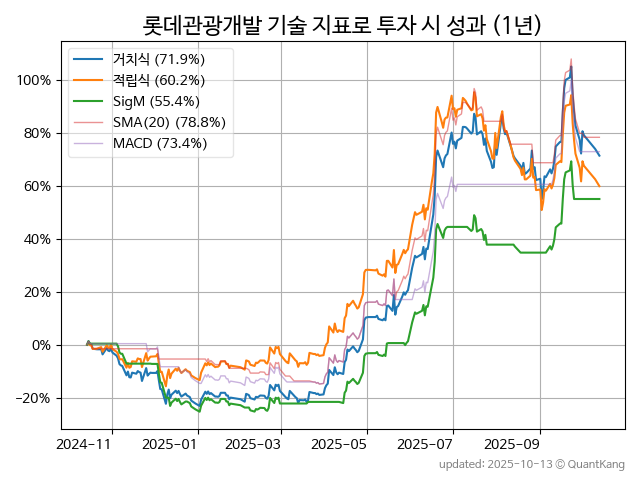 롯데관광개발 기술 지표로 투자 시 성과 (1년)
거치식 (71.9%)
적립식 (60.2%)
SigM (55.4%)
SMA(20) (78.8%)
MACD (73.4%)
100%
80%
60%
40%
20%
0%
−20%
2024-11 2025-01 2025-03 2025-05 2025-07 2025-09
updated: 2025-10-13 © QuantKang